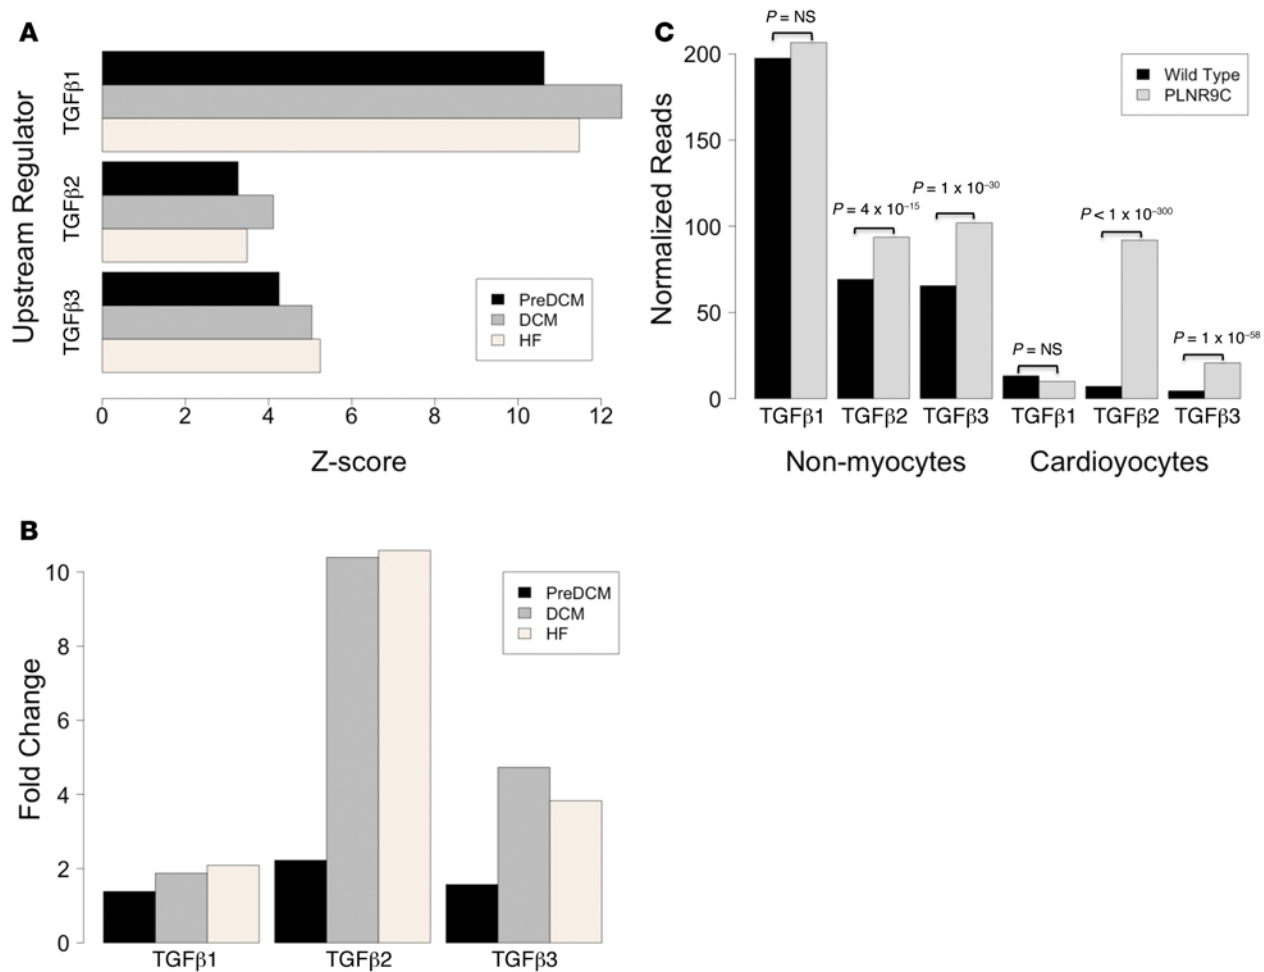 A
Upstream Regulator
TGFβ1
TGFβ2
TGFβ3
PreDCM
DCM
HF
0 2 4 6 8 10 12
Z-score
C
Normalized Reads
200
150
100
50
0
P = NS
P = 4 x 10⁻¹⁵
P = 1 x 10⁻³⁰
P = NS
P < 1 x 10⁻³⁰⁰
P = 1 x 10⁻⁵⁸
Wild Type
PLNR9C
TGFβ1 TGFβ2 TGFβ3 TGFβ1 TGFβ2 TGFβ3
Non-myocytes Cardioyocytes
B
Fold Change
10
8
6
4
2
0
PreDCM
DCM
HF
TGFβ1 TGFβ2 TGFβ3